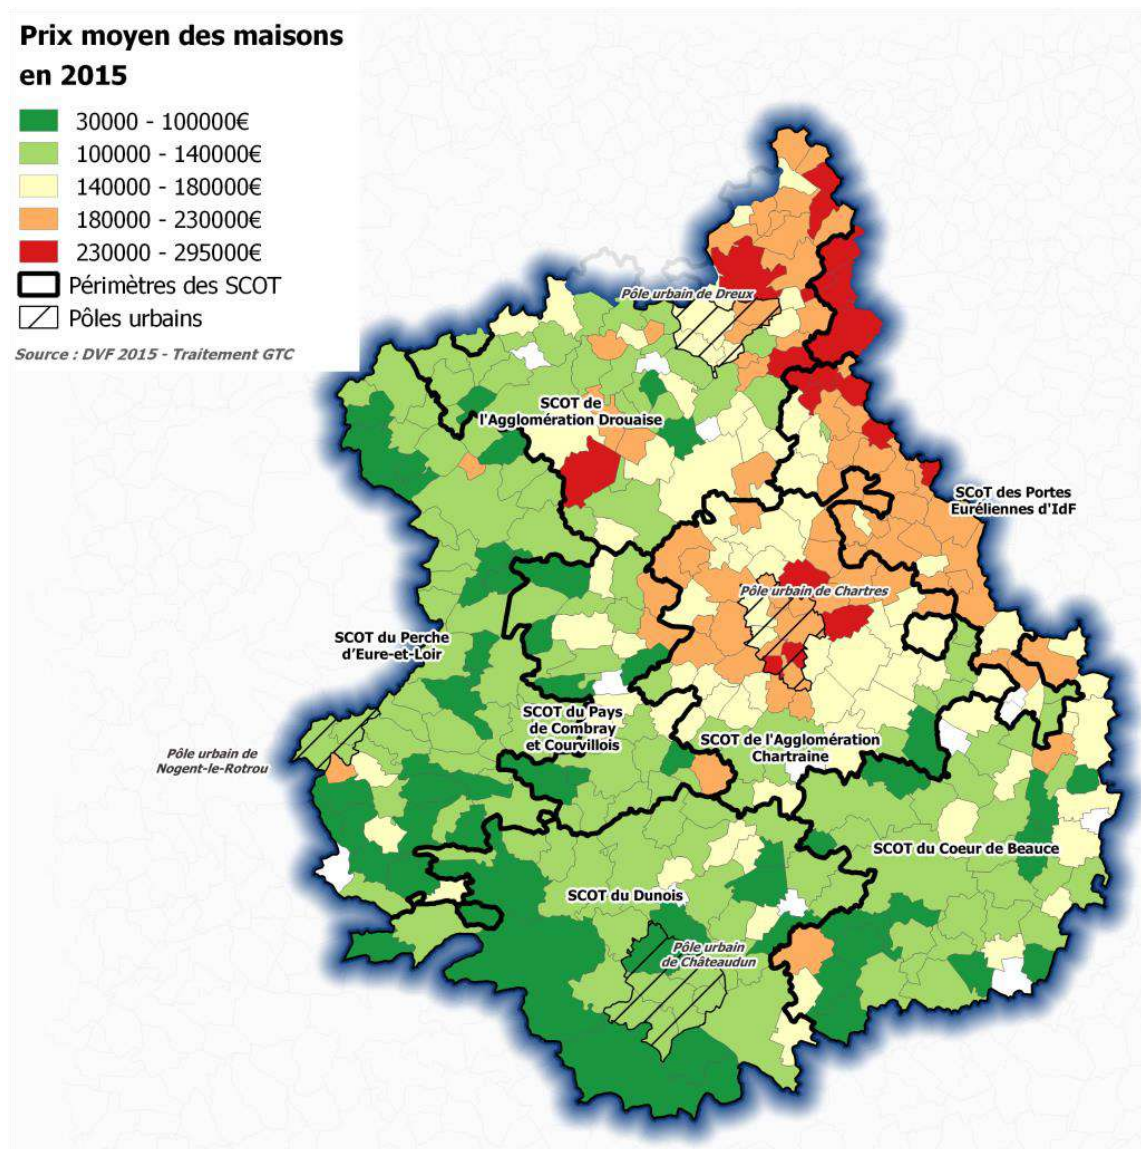 Prix moyen des maisons
en 2015
30000 - 100000€
100000 - 140000€
140000 - 180000€
180000 - 230000€
230000 - 295000€
Périmètres des SCOT
Pôles urbains
Source : DVF 2015 - Traitement GTC
Pôle urbain de Dreux
SCOT de
l'Agglomération Drouaise
SCoT des Portes
Euréliennes d'IdF
Pôle urbain de Chartres
SCOT du Perche
d'Eure-et-Loir
SCOT du Pays
de Combray
et Courvillois
SCOT de l'Agglomération
Chartraine
Pôle urbain de
Nogent-le-Rotrou
SCOT du Coeur de Beauce
SCOT du Dunois
Pôle urbain
de Châteaudun